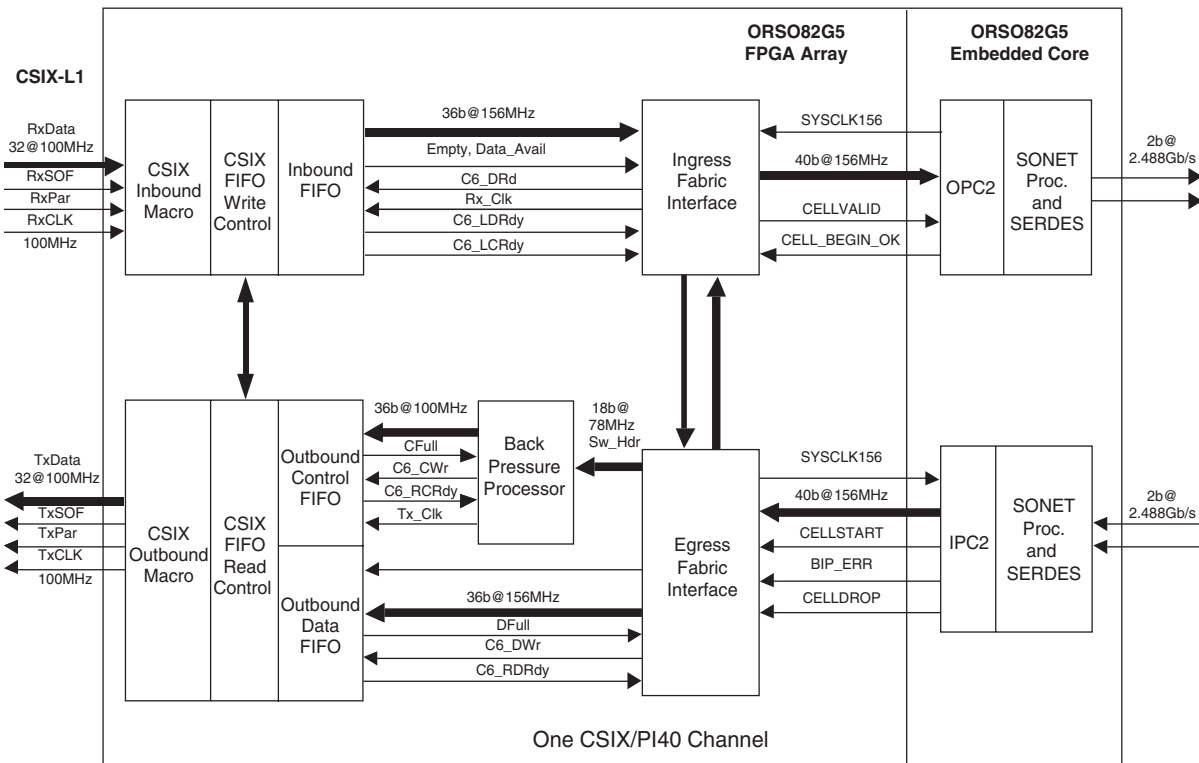 ORSO82G5
FPGA Array
ORSO82G5
Embedded Core
CSIX-L1
RxData
32@100MHz
RxSOF
RxPar
RxCLK
100MHz
CSIX
Inbound
Macro
CSIX
FIFO
Write
Control
Inbound
FIFO
36b@156MHz
Empty, Data_Avail
C6_DRd
Rx_Clk
C6_LDRdy
C6_LCRdy
Ingress
Fabric
Interface
SYSCLK156
40b@156MHz
CELLVALID
CELL_BEGIN_OK
OPC2
SONET
Proc.
and
SERDES
2b@
2.488Gb/s
TxData
32@100MHz
TxSOF
TxPar
TxCLK
100MHz
CSIX
Outbound
Macro
CSIX
FIFO
Read
Control
Outbound
Control
FIFO
Outbound
Data
FIFO
36b@100MHz
CFull
C6_CWr
C6_RCRdy
Tx_Clk
Back
Pressure
Processor
18b@
78MHz
Sw_Hdr
36b@156MHz
DFull
C6_DWr
C6_RDRdy
Egress
Fabric
Interface
SYSCLK156
40b@156MHz
CELLSTART
BIP_ERR
CELLDROP
IPC2
SONET
Proc.
and
SERDES
2b@
2.488Gb/s
One CSIX/PI40 Channel